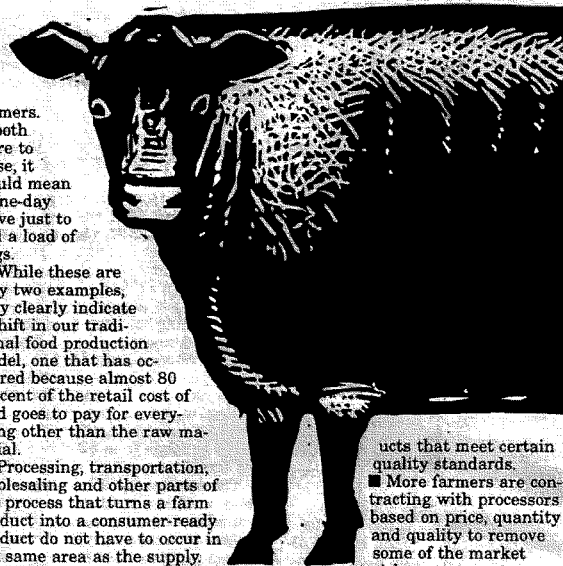 mers.
ooth
re to
se, it
uld mean
ne-day
ve just to
l a load of
gs.
While these are
y two examples,
y clearly indicate
hift in our tradi-
nal food production
del, one that has oc-
red because almost 80
cent of the retail cost of
d goes to pay for every-
ng other than the raw ma-
ial.
Processing, transportation,
olesaling and other parts of
process that turns a farm
duct into a consumer-ready
duct do not have to occur in
same area as the supply.
ucts that meet certain
quality standards.
■ More farmers are con-
tracting with processors
based on price, quantity
and quality to remove
some of the market